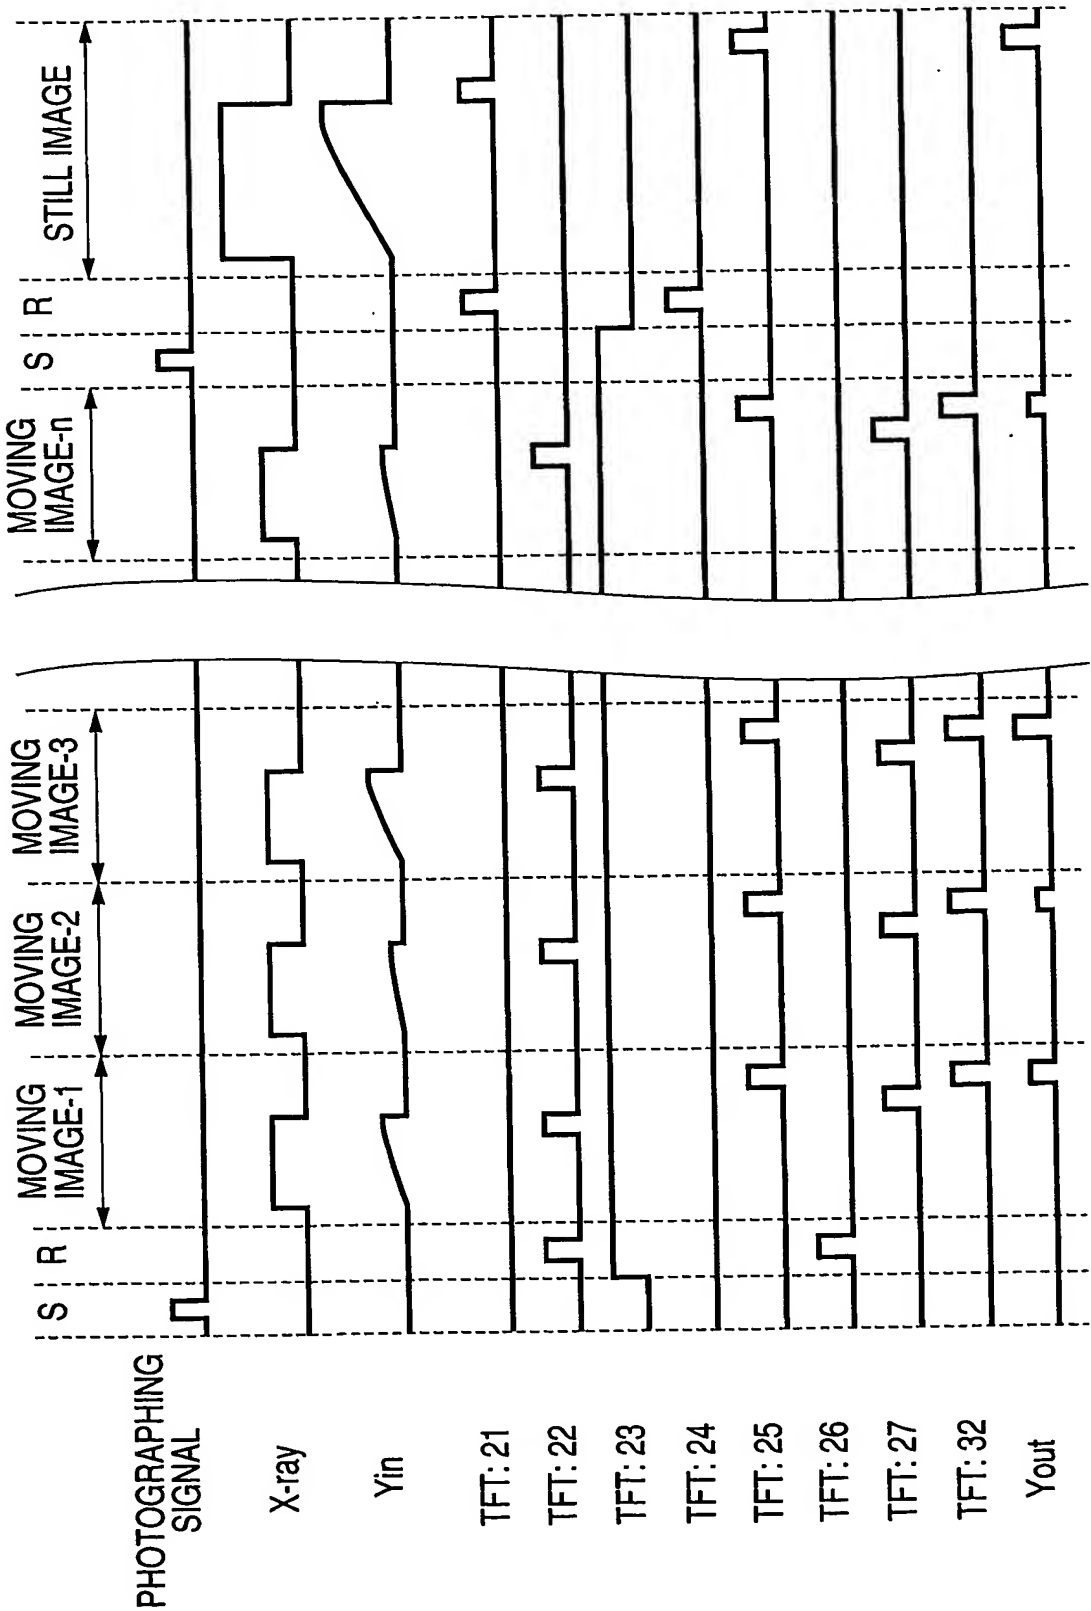 S
R
MOVING
IMAGE-1
MOVING
IMAGE-2
MOVING
IMAGE-3
MOVING
IMAGE-n
S
R
STILL IMAGE
PHOTOGRAPHING
SIGNAL
X-ray
Yin
TFT: 21
TFT: 22
TFT: 23
TFT: 24
TFT: 25
TFT: 26
TFT: 27
TFT: 32
Yout